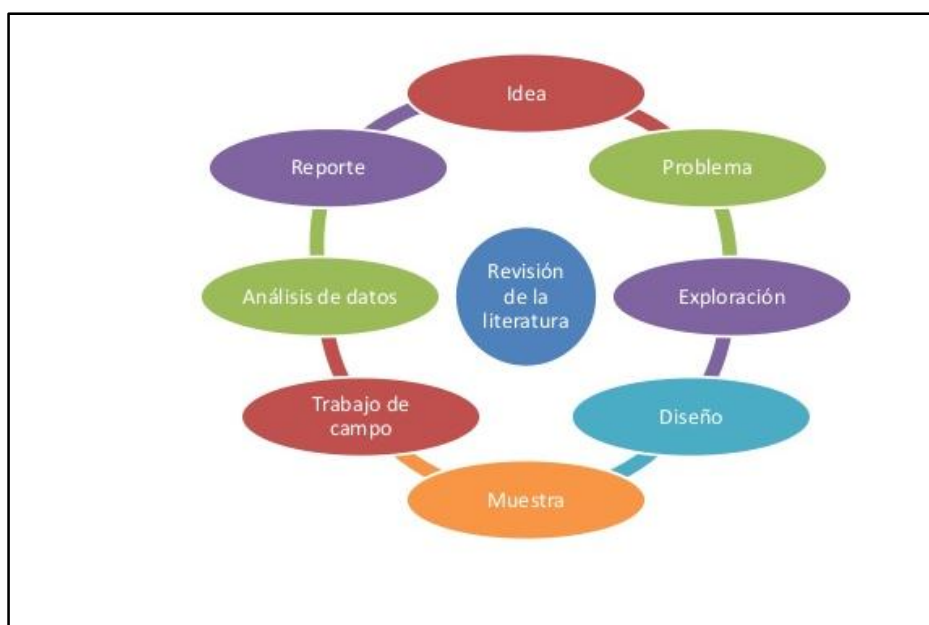 Idea
Problema
Exploración
Diseño
Muestra
Trabajo de
campo
Análisis de datos
Reporte
Revisión
de la
literatura